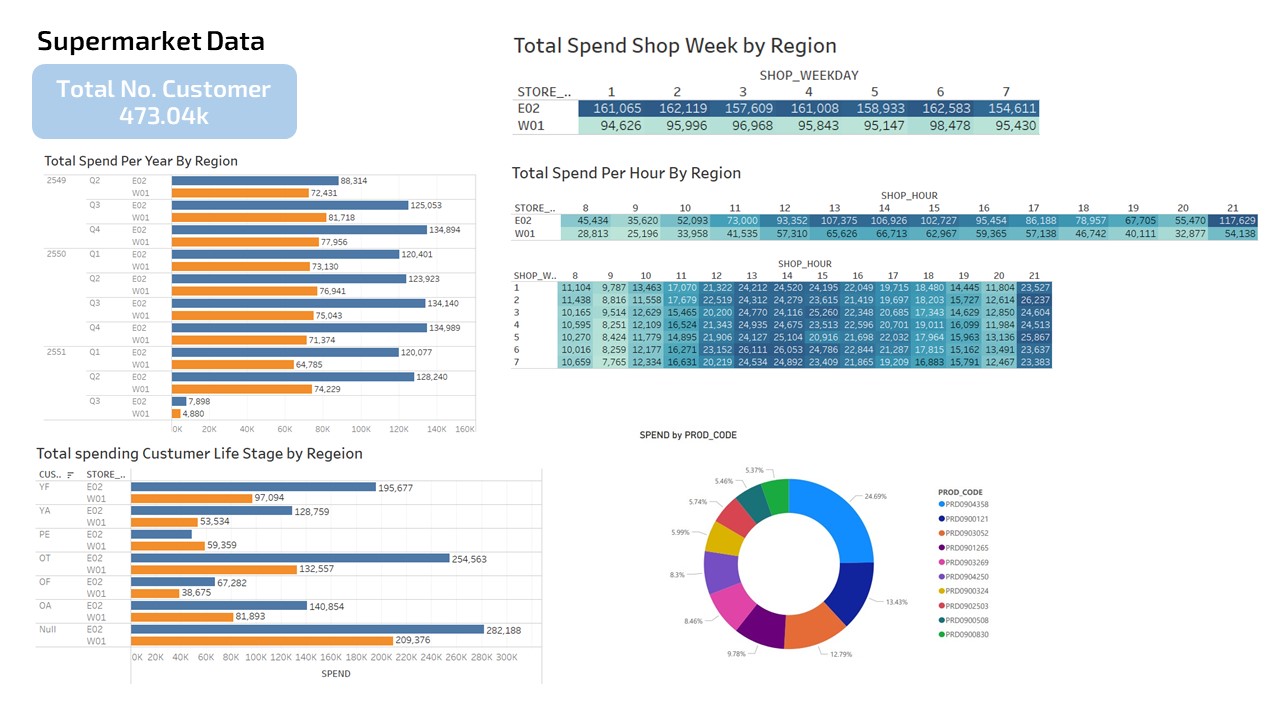 Supermarket Data
Total No. Customer
473.04k
Total Spend Per Year By Region
2549 Q2 E02 88,314
W01 72,431
Q3 E02 125,053
W01 81,718
Q4 E02 134,894
W01 77,956
2550 Q1 E02 120,401
W01 73,130
Q2 E02 123,923
W01 76,941
Q3 E02 134,140
W01 75,043
Q4 E02 134,989
W01 71,374
2551 Q1 E02 120,077
W01 64,785
Q2 E02 128,240
W01 74,229
Q3 E02 7,898
W01 4,880
0K 20K 40K 60K 80K 100K 120K 140K 160K
Total spending Custumer Life Stage by Regeion
CUS.. STORE_..
YF E02 195,677
W01 97,094
YA E02 128,759
W01 53,534
PE E02
W01 59,359
OT E02 254,563
W01 132,557
OF E02 67,282
W01 38,675
OA E02 140,854
W01 81,893
Null E02 282,188
W01 209,376
0K 20K 40K 60K 80K 100K 120K 140K 160K 180K 200K 220K 240K 260K 280K 300K
SPEND
Total Spend Shop Week by Region
SHOP_WEEKDAY
STORE_.. 1 2 3 4 5 6 7
E02 161,065 162,119 157,609 161,008 158,933 162,583 154,611
W01 94,626 95,996 96,968 95,843 95,147 98,478 95,430
Total Spend Per Hour By Region
SHOP_HOUR
STORE_.. 8 9 10 11 12 13 14 15 16 17 18 19 20 21
E02 45,434 35,620 52,093 73,000 93,352 107,375 106,926 102,727 95,454 86,188 78,957 67,705 55,470 117,629
W01 28,813 25,196 33,958 41,535 57,310 65,626 66,713 62,967 59,365 57,138 46,742 40,111 32,877 54,138
SHOP_HOUR
SHOP_W.. 8 9 10 11 12 13 14 15 16 17 18 19 20 21
1 11,104 9,787 13,463 17,070 21,322 24,212 24,520 24,195 22,049 19,715 18,480 14,445 11,804 23,527
2 11,438 8,816 11,558 17,679 22,519 24,312 24,279 23,615 21,419 19,697 18,203 15,727 12,614 26,237
3 10,165 9,514 12,629 15,465 20,200 24,770 24,116 25,260 22,348 20,685 17,343 14,629 12,850 24,604
4 10,595 8,251 12,109 16,524 21,343 24,935 24,675 23,513 22,596 20,701 19,011 16,099 11,984 24,513
5 10,270 8,424 11,779 14,895 21,906 24,127 25,104 20,916 21,698 22,032 17,964 15,963 13,136 25,867
6 10,016 8,259 12,177 16,271 23,152 26,111 26,053 24,786 22,844 21,287 17,815 15,162 13,491 23,637
7 10,659 7,765 12,334 16,631 20,219 24,534 24,892 23,409 21,865 19,209 16,883 15,791 12,467 23,383
SPEND by PROD_CODE
5.37%
5.46%
5.74%
5.99%
8.3%
8.46%
9.78%
24.69%
13.43%
12.79%
PROD_CODE
PRD0904358
PRD0900121
PRD0903052
PRD0901265
PRD0903269
PRD0904250
PRD0900324
PRD0902503
PRD0900508
PRD0900830